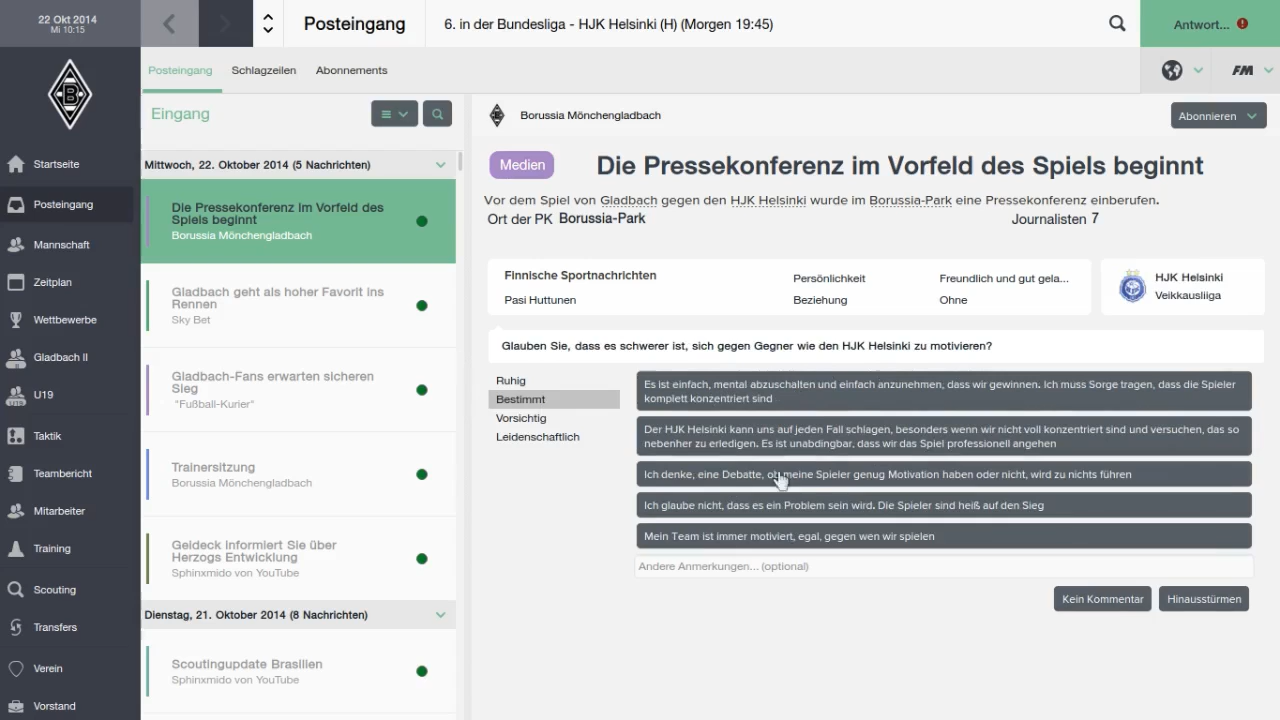 22 Okt 2014
Mi 10:15
Posteingang
6. in der Bundesliga - HJK Helsinki (H) (Morgen 19:45)
Antwort...
Posteingang
Schlagzeilen
Abonnements
FM
Startseite
Posteingang
Mannschaft
Zeitplan
Wettbewerbe
Gladbach II
U19
Taktik
Teambericht
Mitarbeiter
Training
Scouting
Transfers
Verein
Vorstand
Eingang
Mittwoch, 22. Oktober 2014 (5 Nachrichten)
Die Pressekonferenz im Vorfeld des
Spiels beginnt
Borussia Mönchengladbach
Gladbach geht als hoher Favorit ins
Rennen
Sky Bet
Gladbach-Fans erwarten sicheren
Sieg
"Fußball-Kurier"
Trainersitzung
Borussia Mönchengladbach
Geideck informiert Sie über
Herzogs Entwicklung
Sphinxmido von YouTube
Dienstag, 21. Oktober 2014 (8 Nachrichten)
Scoutingupdate Brasilien
Sphinxmido von YouTube
Borussia Mönchengladbach
Abonnieren
Medien
Die Pressekonferenz im Vorfeld des Spiels beginnt
Vor dem Spiel von Gladbach gegen den HJK Helsinki wurde im Borussia-Park eine Pressekonferenz einberufen.
Ort der PK Borussia-Park
Journalisten 7
Finnische Sportnachrichten
Persönlichkeit
Freundlich und gut gela...
Pasi Huttunen
Beziehung
Ohne
HJK Helsinki
Veikkausliiga
Glauben Sie, dass es schwerer ist, sich gegen Gegner wie den HJK Helsinki zu motivieren?
Ruhig
Bestimmt
Vorsichtig
Leidenschaftlich
Es ist einfach, mental abzuschalten und einfach anzunehmen, dass wir gewinnen. Ich muss Sorge tragen, dass die Spieler
komplett konzentriert sind
Der HJK Helsinki kann uns auf jeden Fall schlagen, besonders wenn wir nicht voll konzentriert sind und versuchen, das so
nebenher zu erledigen. Es ist unabdingbar, dass wir das Spiel professionell angehen
Ich denke, eine Debatte, ob meine Spieler genug Motivation haben oder nicht, wird zu nichts führen
Ich glaube nicht, dass es ein Problem sein wird. Die Spieler sind heiß auf den Sieg
Mein Team ist immer motiviert, egal, gegen wen wir spielen
Andere Anmerkungen... (optional)
Kein Kommentar
Hinausstürmen